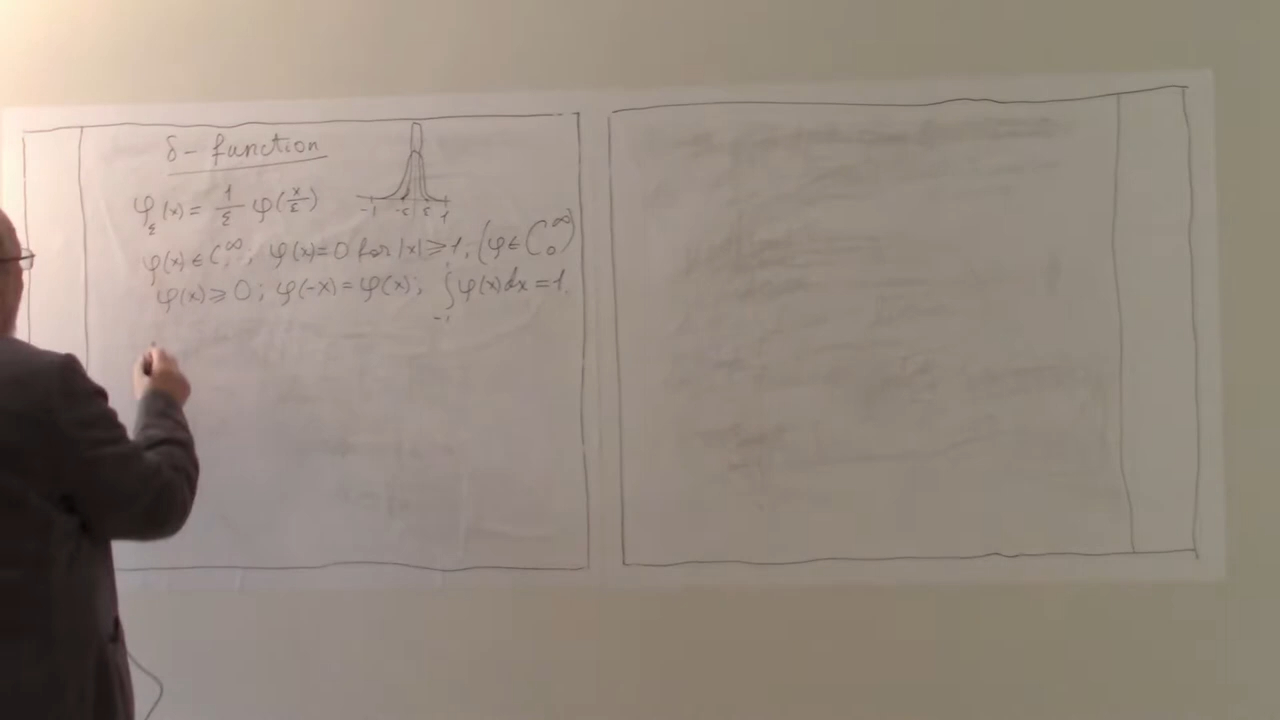 δ - function
φ_ε(x) = 1/ε φ(x/ε)
-1 -ε ε 1
φ(x) ∈ C^∞; φ(x)=0 for |x| ⩾ 1; (φ ∈ C_0^∞)
φ(x) ⩾ 0; φ(-x) = φ(x); ∫_{-1}^{1} φ(x)dx = 1.